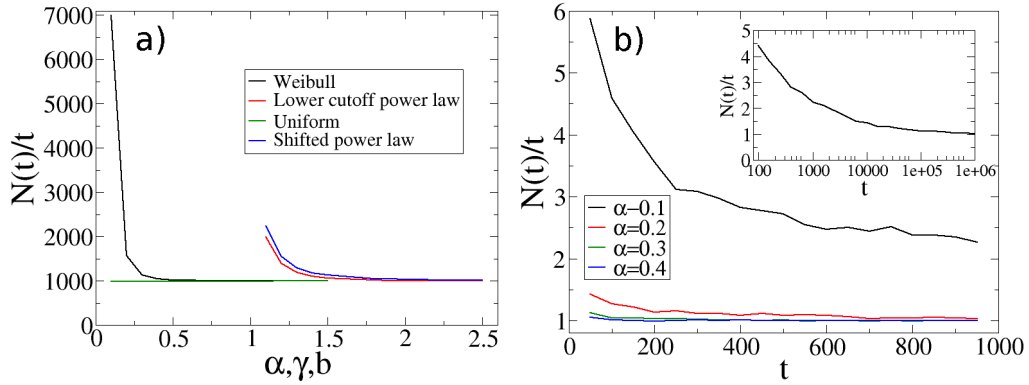 a)
7000
6000
5000
4000
3000
2000
1000
0
N(t)/t
Weibull
Lower cutoff power law
Uniform
Shifted power law
0 0.5 1 1.5 2 2.5
α,γ,b
b)
6
5
4
3
2
1
N(t)/t
α−0.1
α=0.2
α=0.3
α=0.4
0 200 400 600 800 1000
t
5
4
3
2
1
0
N(t)/t
100 1000 10000 1e+05 1e+06
t